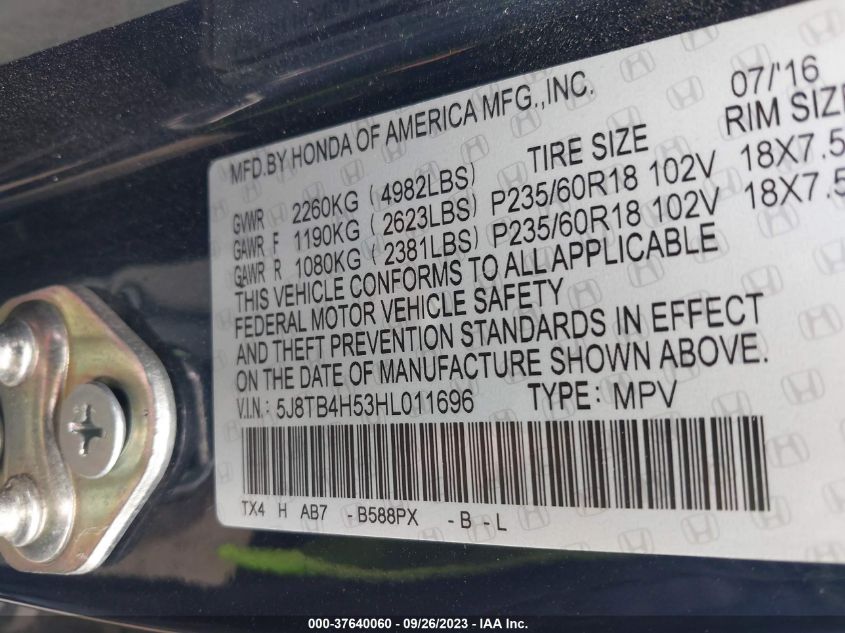 MFD.BY HONDA OF AMERICA MFG.,INC. 07/'16
TIRE SIZE RIM SIZE
GVWR 2260KG (4982LBS)
GAWR F 1190KG (2623LBS) P235/60R18 102V 18X7.5
GAWR R 1080KG (2381LBS) P235/60R18 102V 18X7.5
THIS VEHICLE CONFORMS TO ALL APPLICABLE
FEDERAL MOTOR VEHICLE SAFETY
AND THEFT PREVENTION STANDARDS IN EFFECT
ON THE DATE OF MANUFACTURE SHOWN ABOVE.
V.I.N.: 5J8TB4H53HL011696 TYPE: MPV
TX4 H AB7 -B588PX -B-L
000-37640060 - 09/26/2023 - IAA Inc.